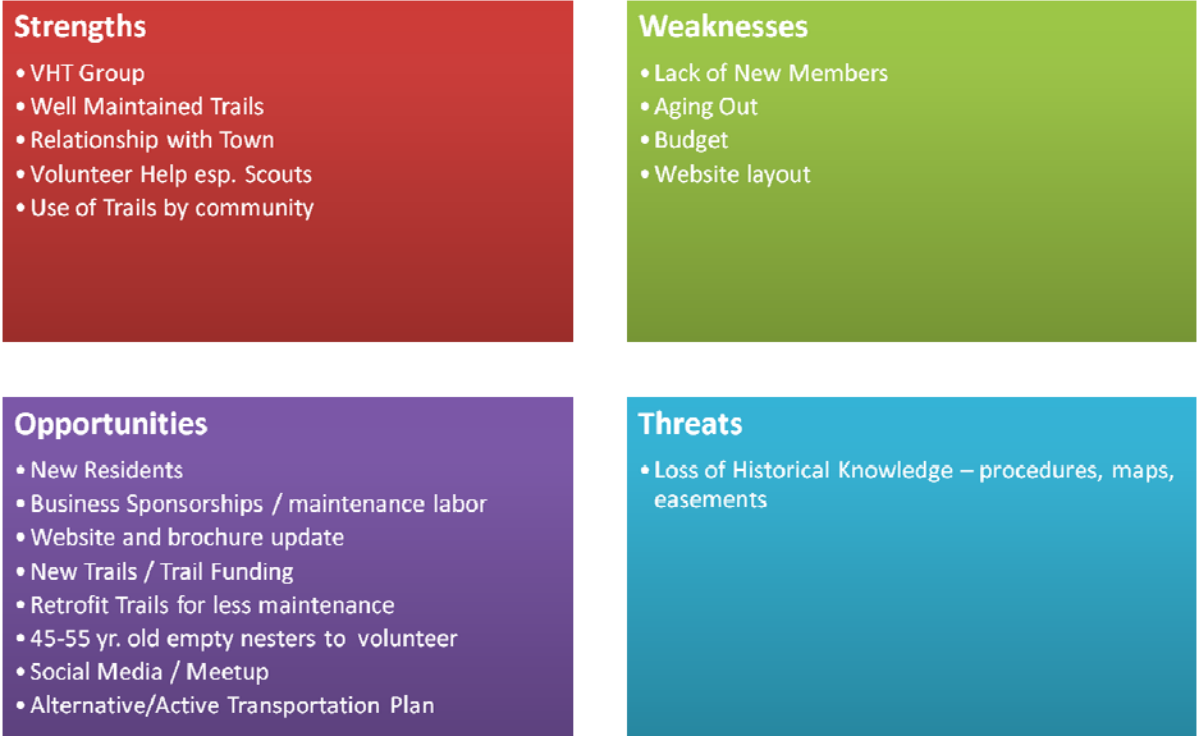 Strengths
• VHT Group
• Well Maintained Trails
• Relationship with Town
• Volunteer Help esp. Scouts
• Use of Trails by community
Weaknesses
• Lack of New Members
• Aging Out
• Budget
• Website layout
Opportunities
• New Residents
• Business Sponsorships / maintenance labor
• Website and brochure update
• New Trails / Trail Funding
• Retrofit Trails for less maintenance
• 45-55 yr. old empty nesters to volunteer
• Social Media / Meetup
• Alternative/Active Transportation Plan
Threats
• Loss of Historical Knowledge – procedures, maps,
easements